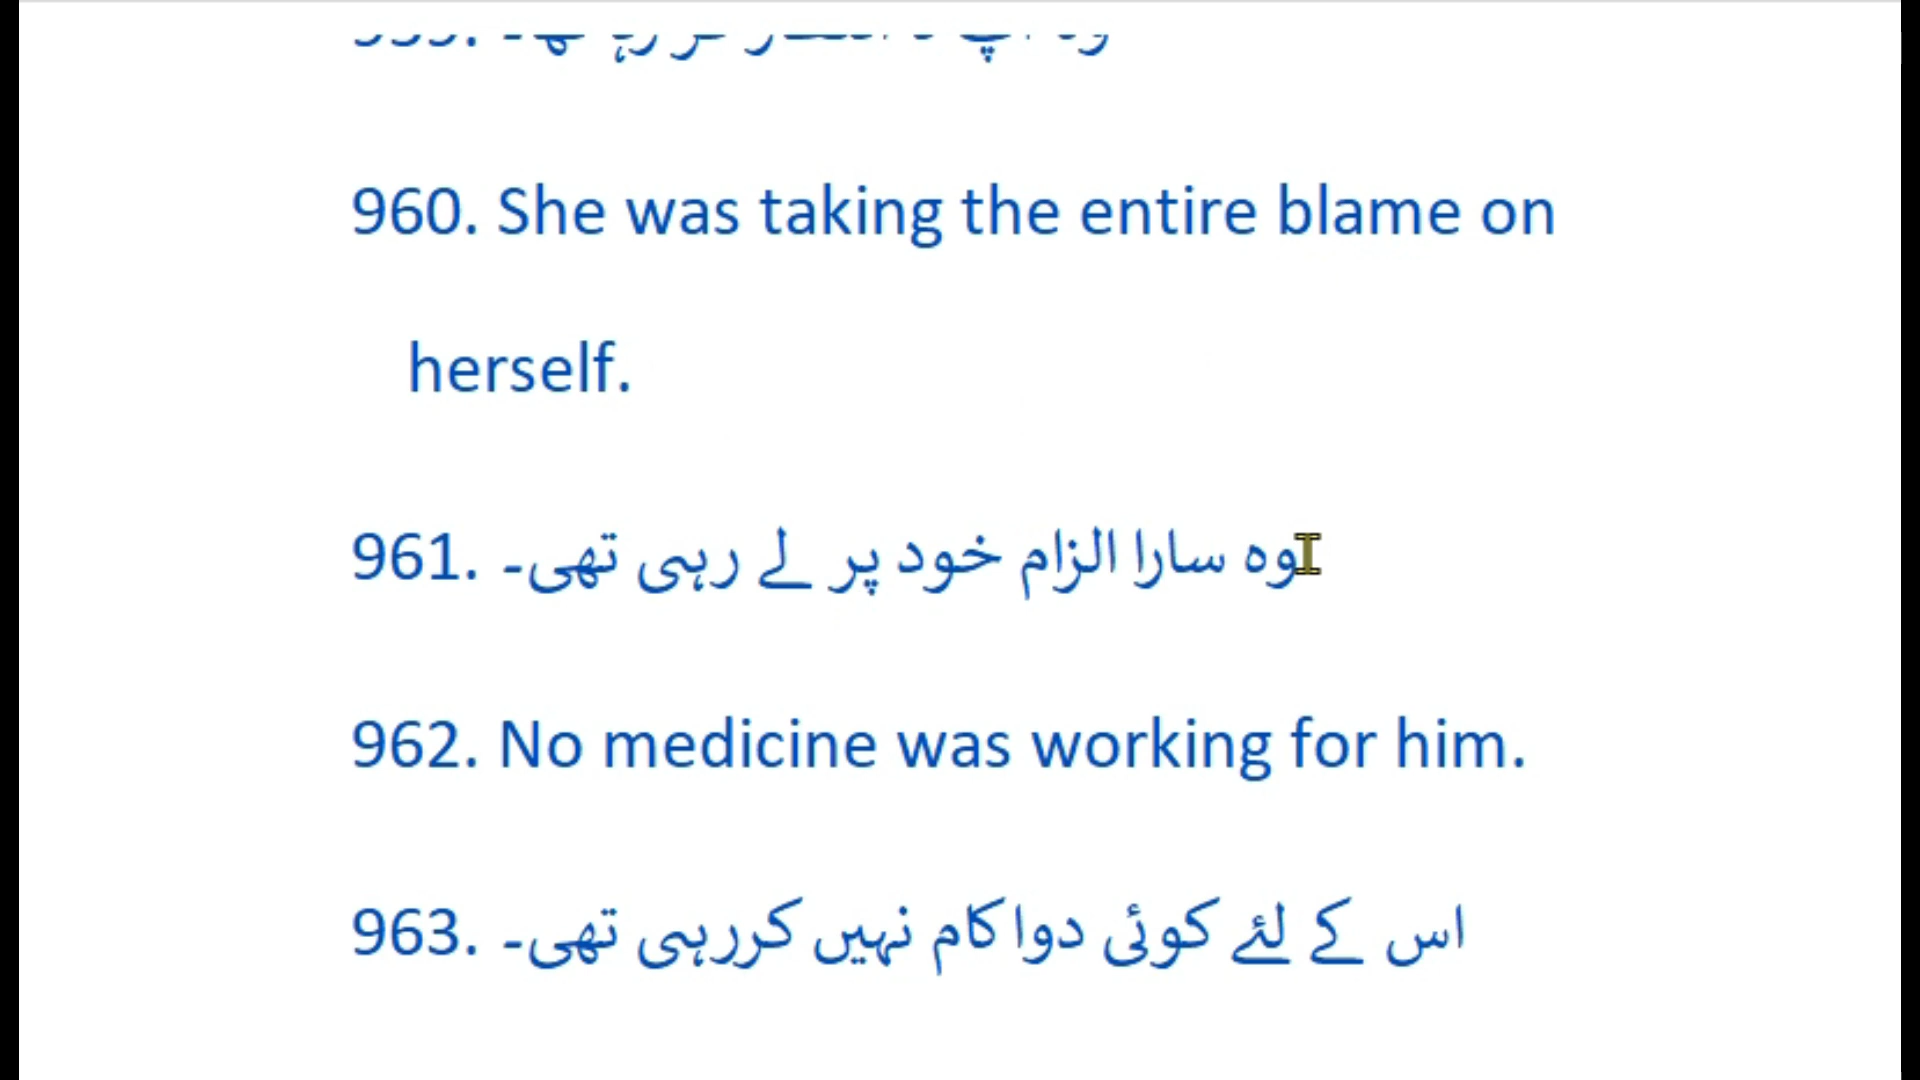 960. She was taking the entire blame on
herself.
961. وہ سارا الزام خود پر لے رہی تھی۔
962. No medicine was working for him.
963. اس کے لئے کوئی دوا کام نہیں کررہی تھی۔